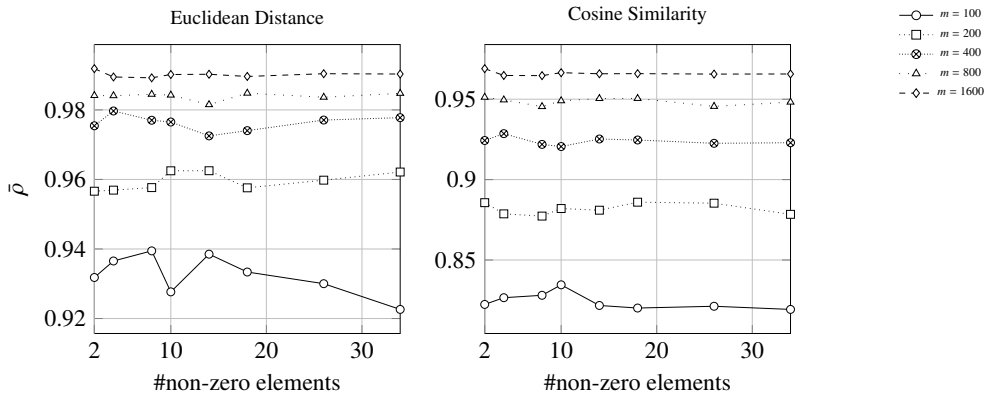 Euclidean Distance
0.98
0.96
0.94
0.92
ρ̄
2 10 20 30
#non-zero elements
Cosine Similarity
0.95
0.9
0.85
2 10 20 30
#non-zero elements
m = 100
m = 200
m = 400
m = 800
m = 1600